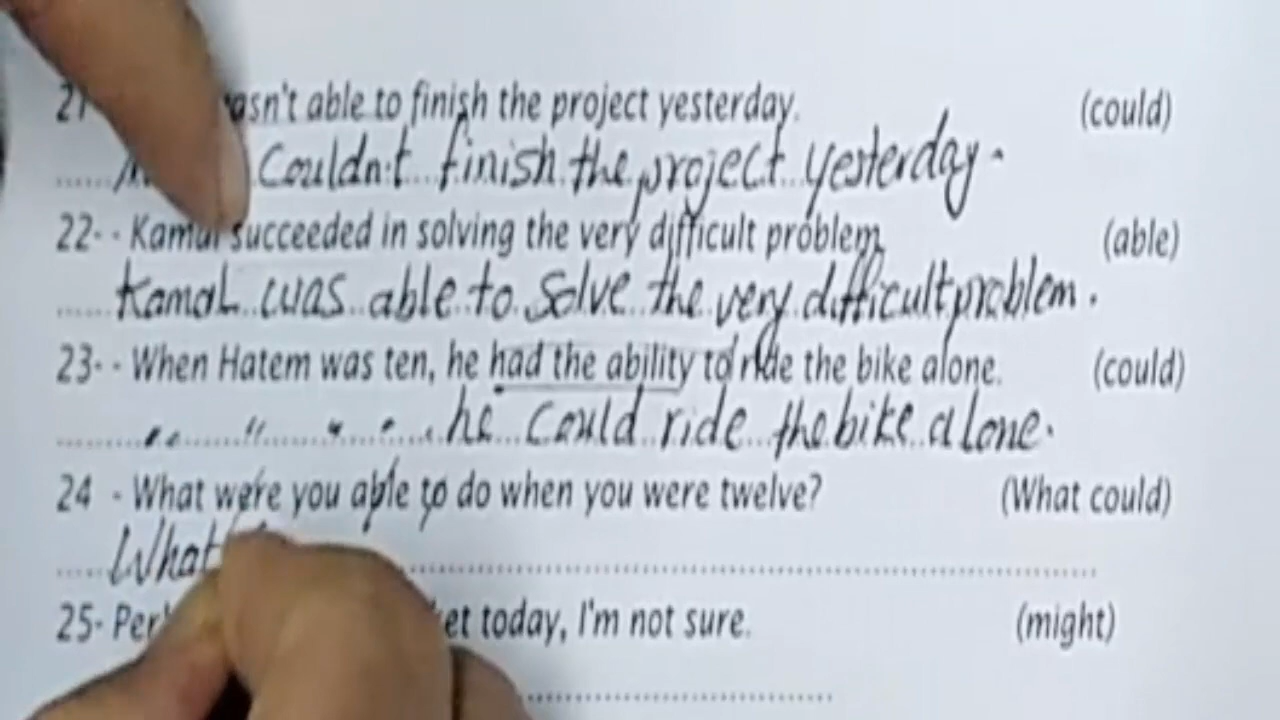 21 wasn't able to finish the project yesterday. (could)
Couldn't finish the project yesterday.
22- - Kamal succeeded in solving the very difficult problem (able)
Kamal was able to solve the very difficult problem.
23- - When Hatem was ten, he had the ability to ride the bike alone. (could)
" " " " he could ride the bike alone.
24 - What were you able to do when you were twelve? (What could)
What
25- today, I'm not sure. (might)